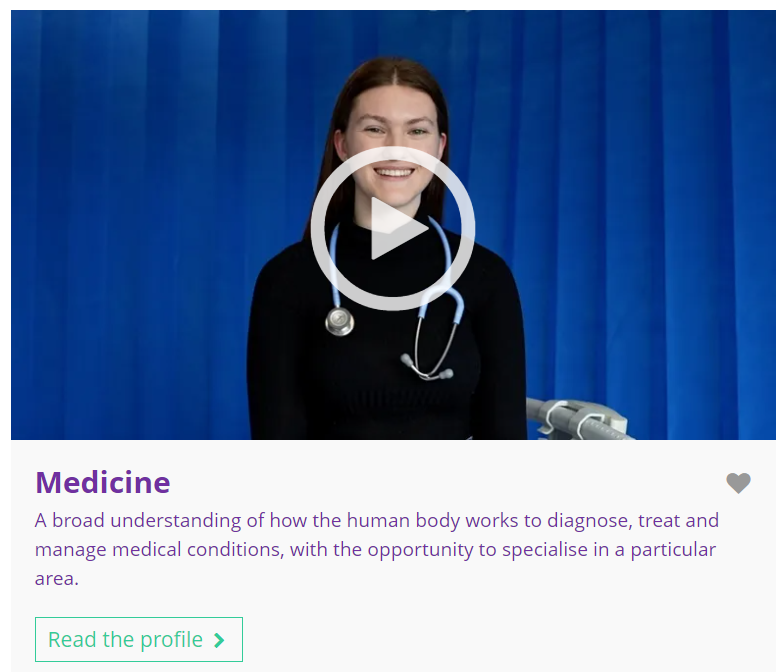 Medicine
A broad understanding of how the human body works to diagnose, treat and
manage medical conditions, with the opportunity to specialise in a particular
area.
Read the profile